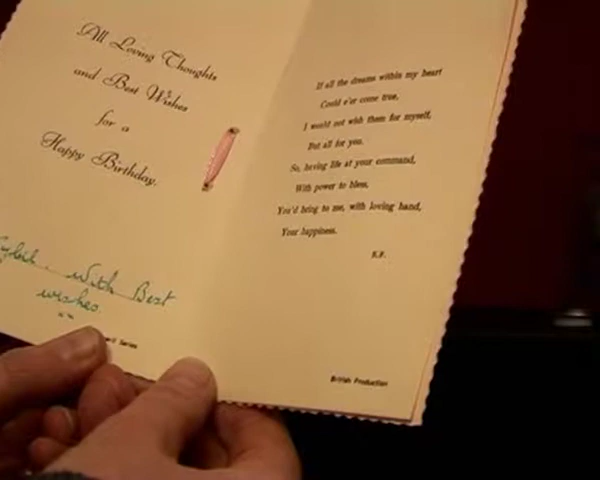 All Loving Thoughts
and Best Wishes
for a
Happy Birthday.
With Best
wishes.
Series
If all the dreams within my heart
Could e'er come true,
I would not wish them for myself,
But all for you.
So, having life at your command,
With power to bless,
You'd bring to me, with loving hand,
Your happiness.
British Production